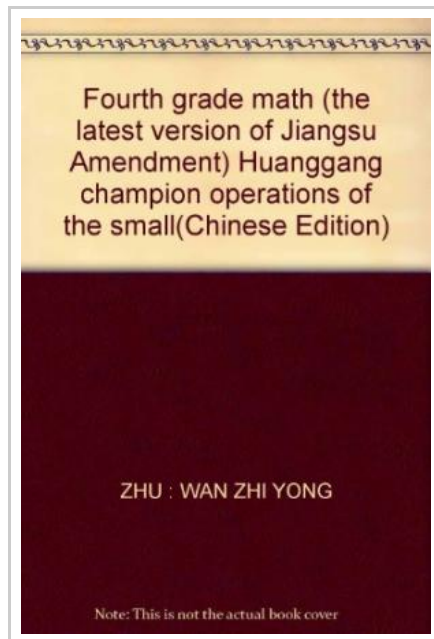 Fourth grade math (the
latest version of Jiangsu
Amendment) Huanggang
champion operations of
the small(Chinese Edition)
ZHU : WAN ZHI YONG
Note: This is not the actual book cover